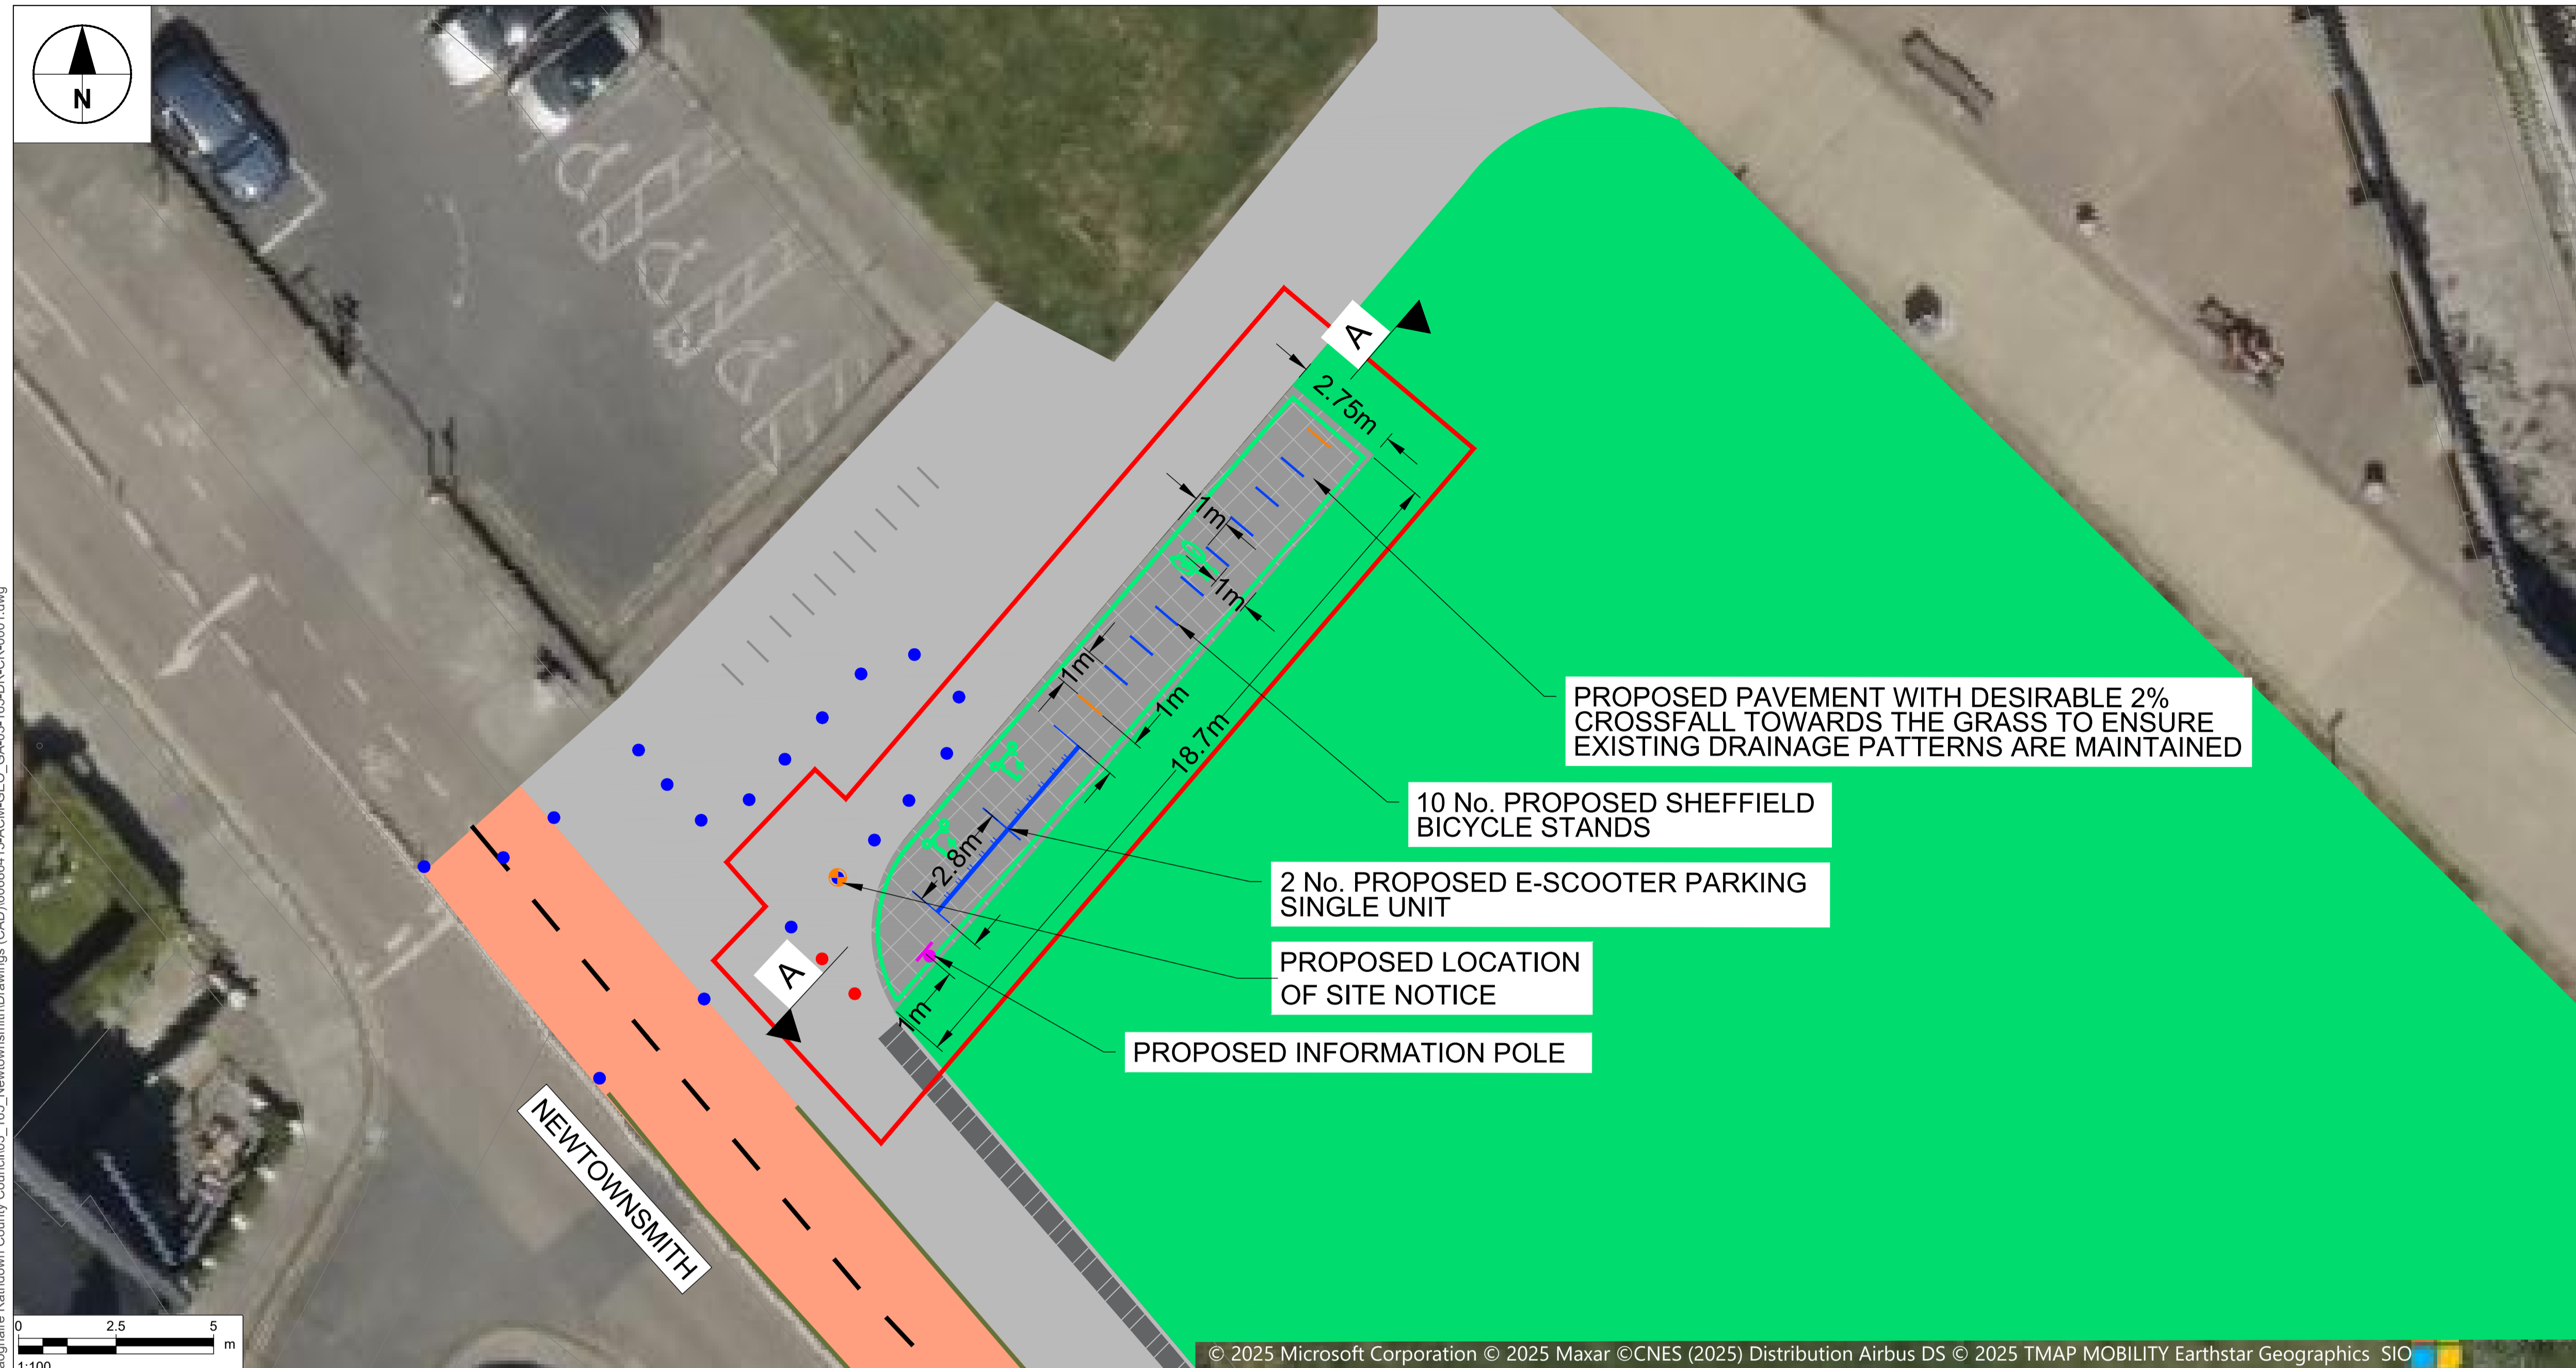 N
A
2.75m
1m
1m
1m
1m
18.7m
2.8m
1m
A
PROPOSED PAVEMENT WITH DESIRABLE 2%
CROSSFALL TOWARDS THE GRASS TO ENSURE
EXISTING DRAINAGE PATTERNS ARE MAINTAINED
10 No. PROPOSED SHEFFIELD
BICYCLE STANDS
2 No. PROPOSED E-SCOOTER PARKING
SINGLE UNIT
PROPOSED LOCATION
OF SITE NOTICE
PROPOSED INFORMATION POLE
NEWTOWNSMITH
0 2.5 5
m
1:100
© 2025 Microsoft Corporation © 2025 Maxar ©CNES (2025) Distribution Airbus DS © 2025 TMAP MOBILITY Earthstar Geographics SIO